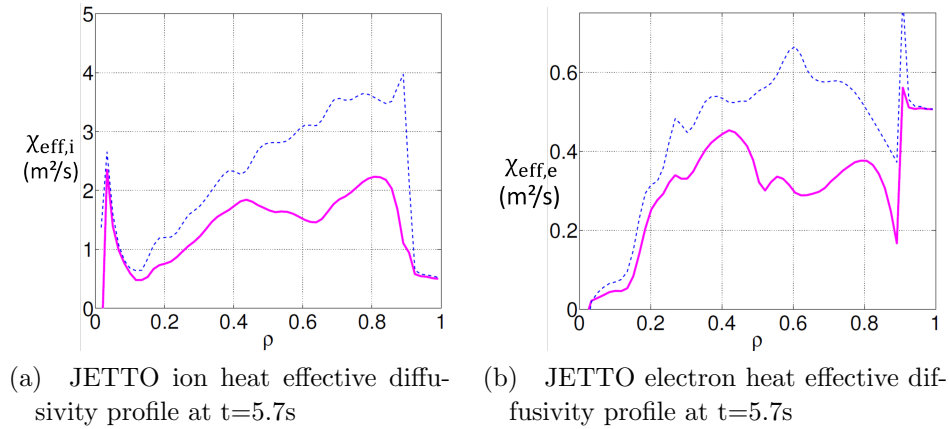 5
4
3
2
1
0
χeff,i
(m²/s)
0 0.2 0.4 0.6 0.8 1
ρ
0.6
0.4
0.2
0
χeff,e
(m²/s)
0.2 0.4 0.6 0.8 1
ρ
(a) JETTO ion heat effective diffu-
sivity profile at t=5.7s
(b) JETTO electron heat effective dif-
fusivity profile at t=5.7s